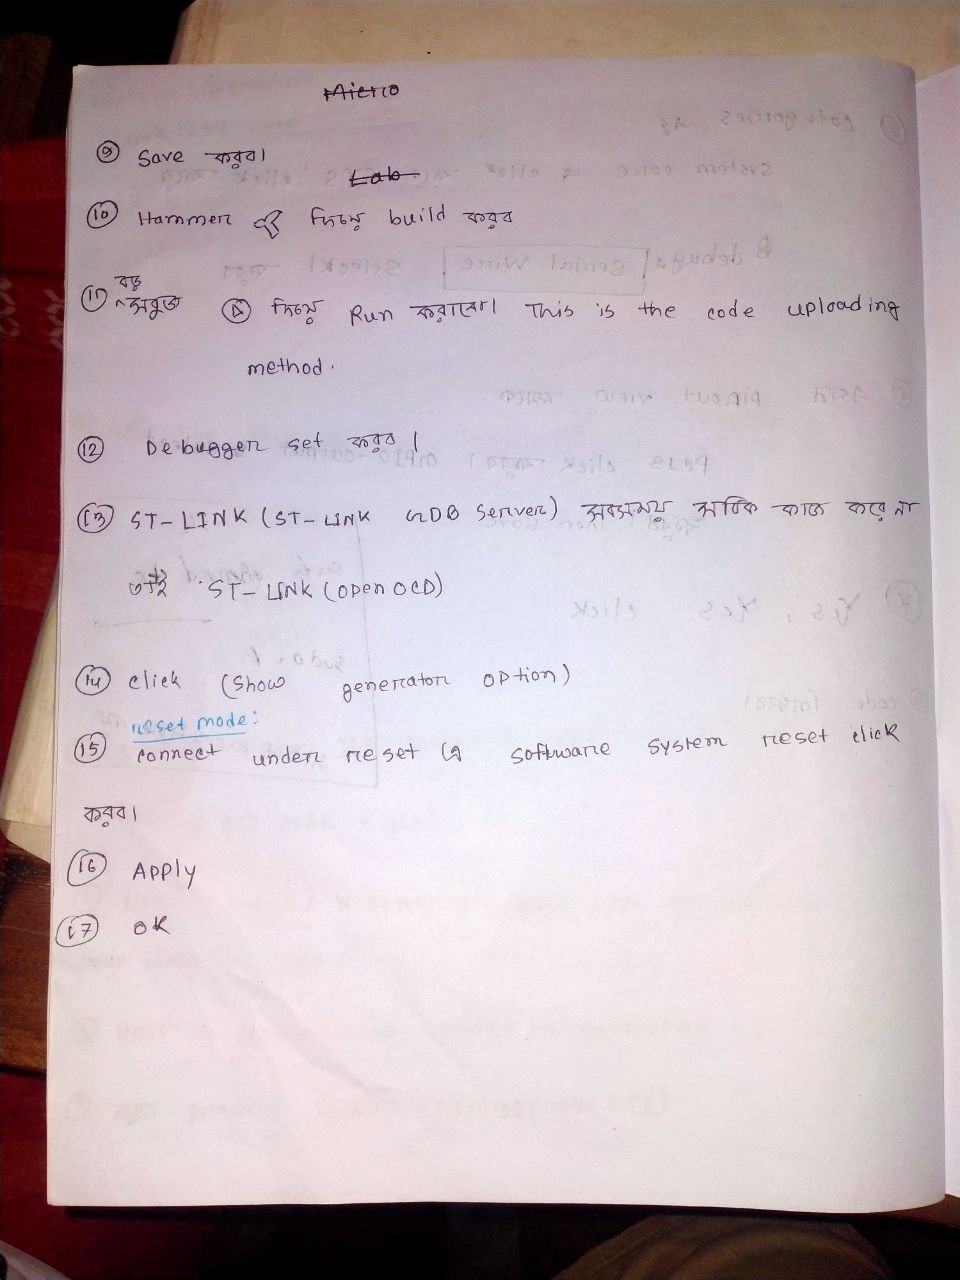 Micro
⑨ Save করব।
Lab
⑩ Hammer দিয়ে build করব
বড়
⑪ ^সবুজ ▷ দিয়ে Run করাবো। This is the code uploading
method.
⑫ Debugger set করব।
⑬ ST-LINK (ST-LINK GDB server) সবসময় সঠিক কাজ করে না
তাই ST-LINK (open OCD)
⑭ click (show generator option)
reset mode:
⑮ connect under reset এ software system reset click
করব।
⑯ Apply
⑰ OK